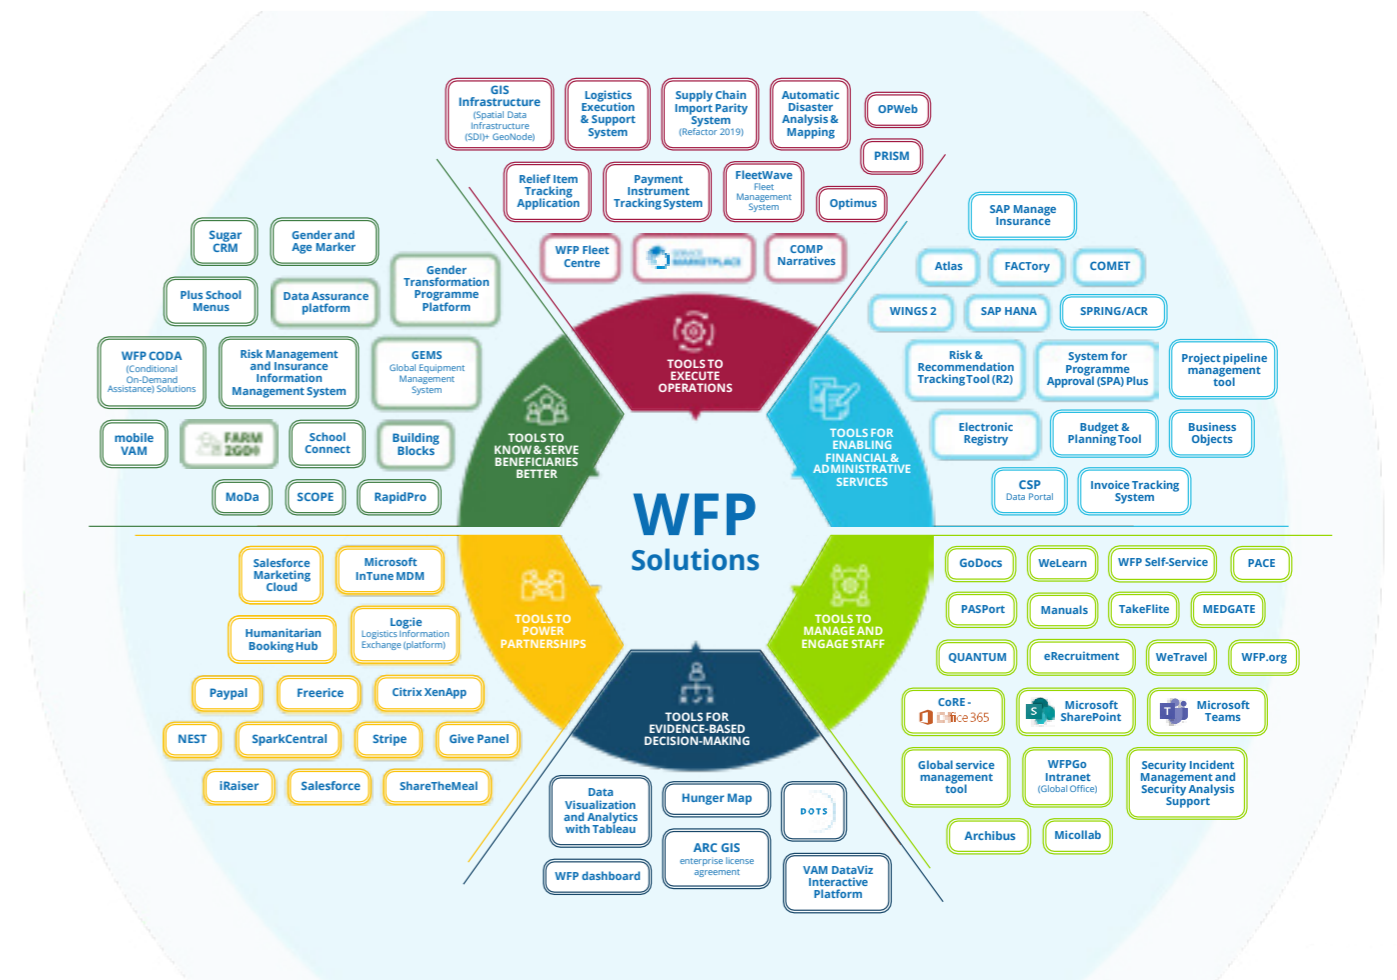 GIS
Infrastructure
(Spatial Data
Infrastructure
(SDI)+ GeoNode)
Logistics
Execution
& Support
System
Supply Chain
Import Parity
System
(Refactor 2019)
Automatic
Disaster
Analysis &
Mapping
OPWeb
PRISM
Relief Item
Tracking
Application
Payment
Instrument
Tracking System
FleetWave
Fleet
Management
System
Optimus
WFP Fleet
Centre
SERVICE
MARKETPLACE
COMP
Narratives
TOOLS TO
EXECUTE
OPERATIONS
SAP Manage
Insurance
Atlas
FACTory
COMET
WINGS 2
SAP HANA
SPRING/ACR
Risk &
Recommendation
Tracking Tool (R2)
System for
Programme
Approval (SPA) Plus
Project pipeline
management
tool
Electronic
Registry
Budget &
Planning Tool
Business
Objects
CSP
Data Portal
Invoice Tracking
System
TOOLS FOR
ENABLING
FINANCIAL &
ADMINISTRATIVE
SERVICES
Sugar
CRM
Gender and
Age Marker
Gender
Transformation
Programme
Platform
Plus School
Menus
Data Assurance
platform
WFP CODA
(Conditional
On-Demand
Assistance) Solutions
Risk Management
and Insurance
Information
Management System
GEMS
Global Equipment
Management
System
mobile
VAM
FARM
2GO
School
Connect
Building
Blocks
MoDa
SCOPE
RapidPro
TOOLS TO
KNOW & SERVE
BENEFICIARIES
BETTER
WFP
Solutions
Salesforce
Marketing
Cloud
Microsoft
InTune MDM
Humanitarian
Booking Hub
Log:ie
Logistics Information
Exchange (platform)
Paypal
Freerice
Citrix XenApp
NEST
SparkCentral
Stripe
Give Panel
iRaiser
Salesforce
ShareTheMeal
TOOLS TO
POWER
PARTNERSHIPS
TOOLS TO
MANAGE AND
ENGAGE STAFF
GoDocs
WeLearn
WFP Self-Service
PACE
PASPort
Manuals
TakeFlite
MEDGATE
QUANTUM
eRecruitment
WeTravel
WFP.org
CoRE -
Office 365
Microsoft
SharePoint
Microsoft
Teams
Global service
management
tool
WFPGo
Intranet
(Global Office)
Security Incident
Management and
Security Analysis
Support
Archibus
Micollab
TOOLS FOR
EVIDENCE-BASED
DECISION-MAKING
Data
Visualization
and Analytics
with Tableau
Hunger Map
DOTS
WFP dashboard
ARC GIS
enterprise license
agreement
VAM DataViz
Interactive
Platform